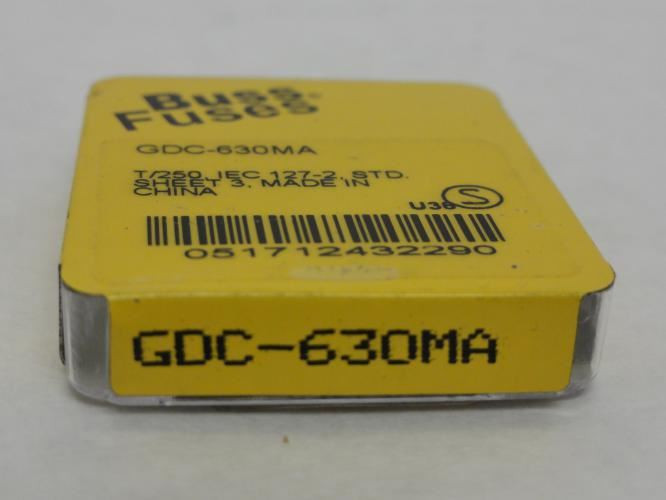 Buss®
Fuses
GDC-630MA
T/250, IEC 127-2, STD.
SHEET 3, MADE IN
CHINA
U38 S
051712432290
GDC-630MA